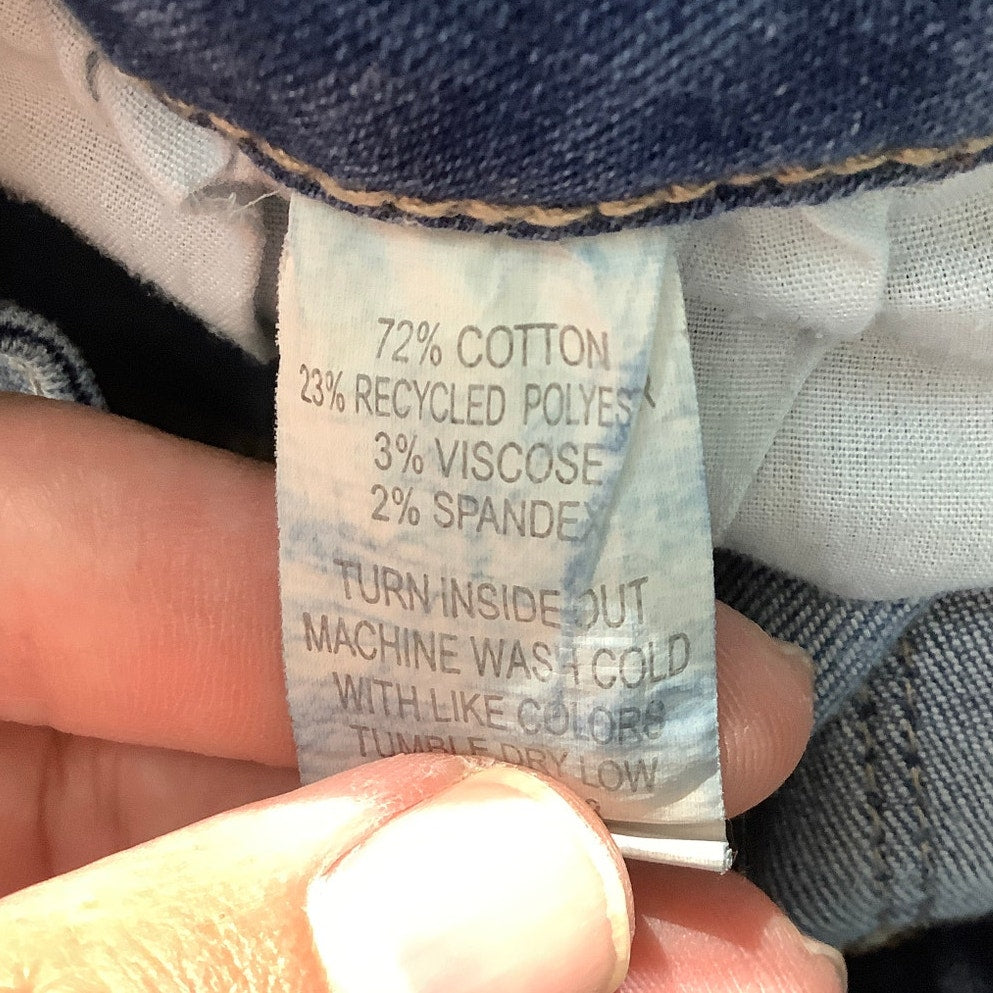 72% COTTON
23% RECYCLED POLYES
3% VISCOSE
2% SPANDEX
TURN INSIDE OUT
MACHINE WASH COLD
WITH LIKE COLORS
TUMBLE DRY LOW